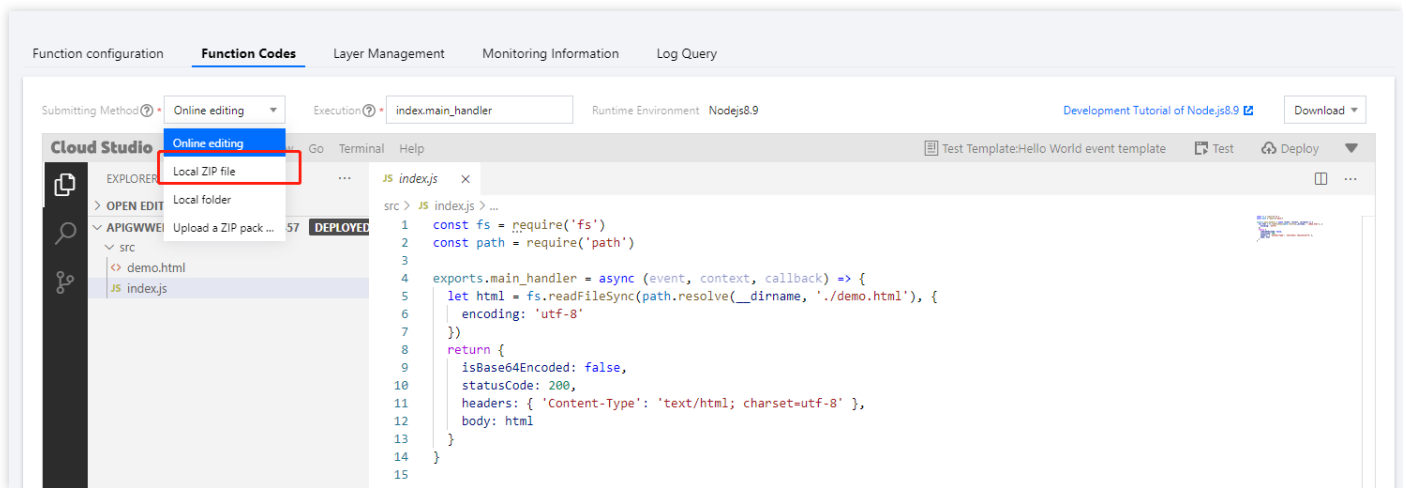 Function configuration Function Codes Layer Management Monitoring Information Log Query
Submitting Method ? * Online editing Execution ? * index.main_handler Runtime Environment Nodejs8.9 Development Tutorial of Node.js8.9 Download
Online editing
Local ZIP file
Local folder
Upload a ZIP pack ...
Cloud Studio Go Terminal Help Test Template:Hello World event template Test Deploy
EXPLORER ... JS index.js ×
OPEN EDIT src > JS index.js > ...
APIGWWE 57 DEPLOYED
src
<> demo.html
JS index.js
1 const fs = require('fs')
2 const path = require('path')
3
4 exports.main_handler = async (event, context, callback) => {
5 let html = fs.readFileSync(path.resolve(__dirname, './demo.html'), {
6 encoding: 'utf-8'
7 })
8 return {
9 isBase64Encoded: false,
10 statusCode: 200,
11 headers: { 'Content-Type': 'text/html; charset=utf-8' },
12 body: html
13 }
14 }
15